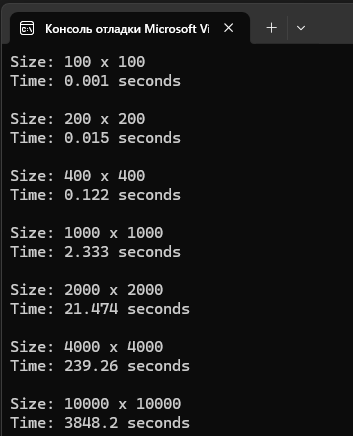 Консоль отладки Microsoft Vi
Size: 100 x 100
Time: 0.001 seconds
Size: 200 x 200
Time: 0.015 seconds
Size: 400 x 400
Time: 0.122 seconds
Size: 1000 x 1000
Time: 2.333 seconds
Size: 2000 x 2000
Time: 21.474 seconds
Size: 4000 x 4000
Time: 239.26 seconds
Size: 10000 x 10000
Time: 3848.2 seconds